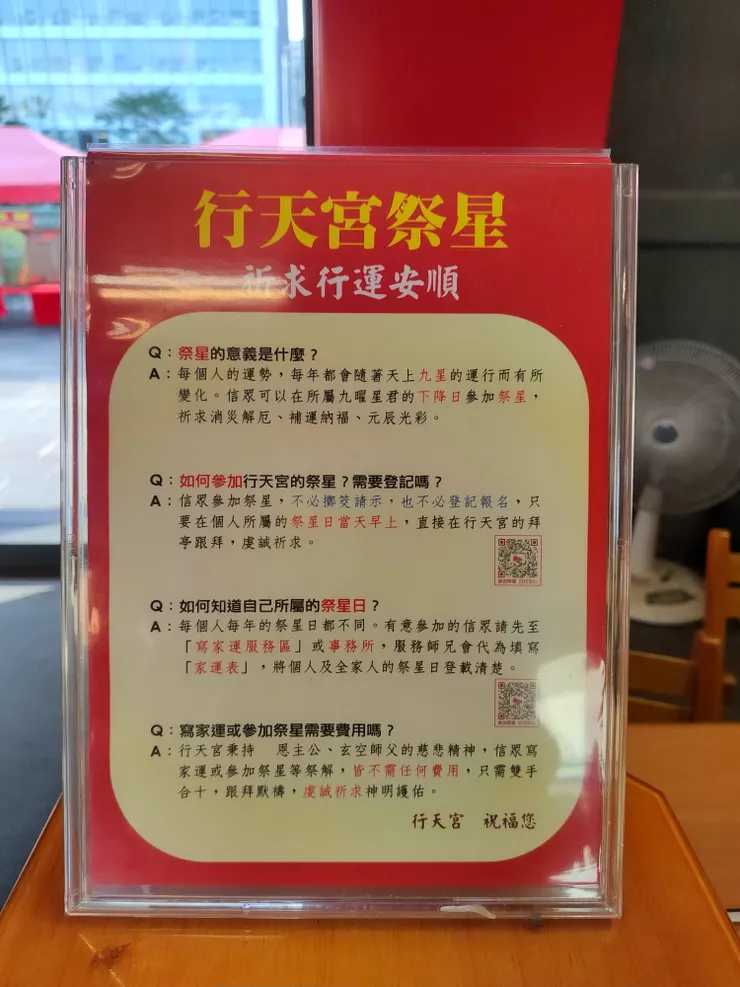 行天宮祭星
祈求行運安順
Q：祭星的意義是什麼？
A：每個人的運勢，每年都會隨著天上九星的運行而有所
變化。信眾可以在所屬九曜星君的下降日參加祭星，
祈求消災解厄、補運納福、元辰光彩。
Q：如何參加行天宮的祭星？需要登記嗎？
A：信眾參加祭星，不必擲筊請示，也不必登記報名，只
要在個人所屬的祭星日當天早上，直接在行天宮的拜
亭跟拜，虔誠祈求。
Q：如何知道自己所屬的祭星日？
A：每個人每年的祭星日都不同。有意參加的信眾請先至
「寫家運服務區」或事務所，服務師兄會代為填寫
「家運表」，將個人及全家人的祭星日登載清楚。
Q：寫家運或參加祭星需要費用嗎？
A：行天宮秉持　恩主公、玄空師父的慈悲精神，信眾寫
家運或參加祭星等祭解，皆不需任何費用，只需雙手
合十，跟拜默禱，虔誠祈求神明護佑。
行天宮　祝福您